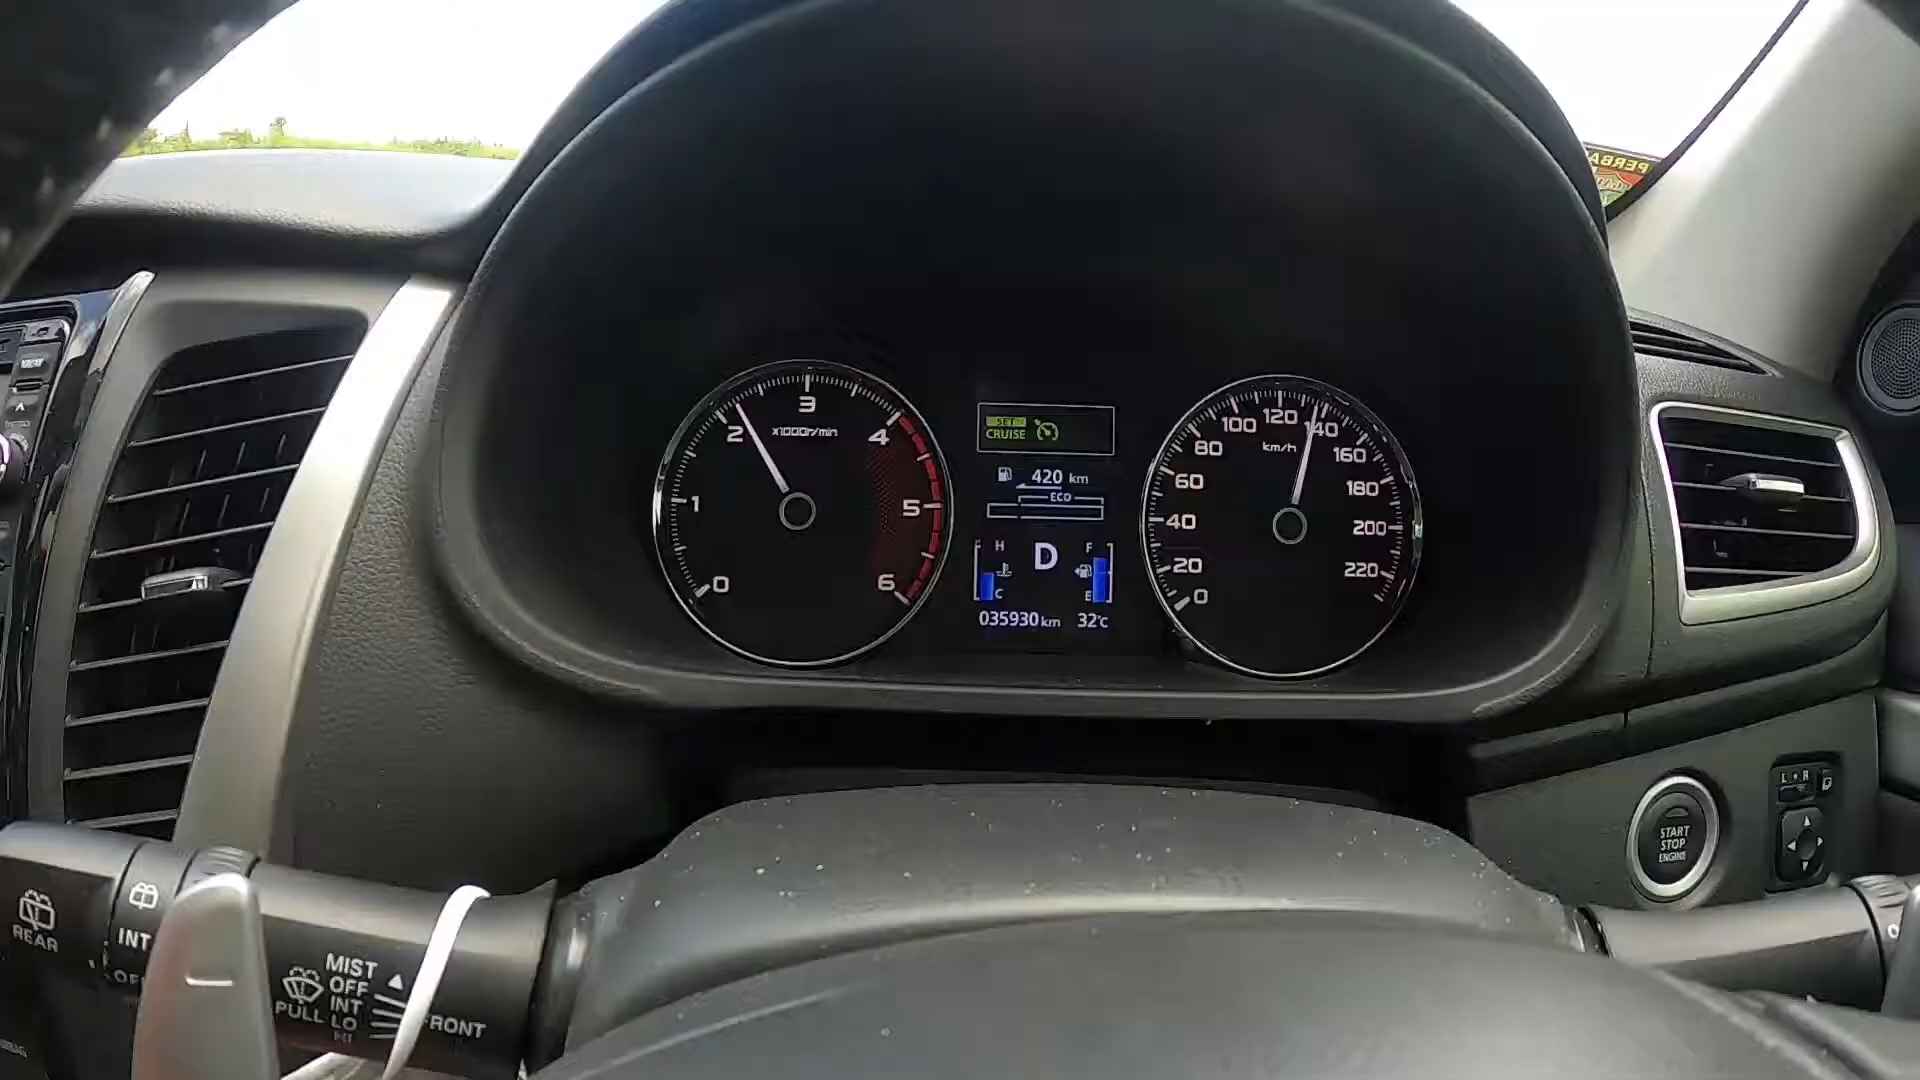 PERBA
3
2
x1000r/min
4
1
5
0
6
SET
CRUISE
420 km
ECO
H
D
F
C
E
035930 km 32°C
120
100
140
km/h
80
160
60
180
40
200
20
220
0
START
STOP
ENGINE
L R
REAR
INT
MIST
OFF
INT
LO
PULL
FRONT